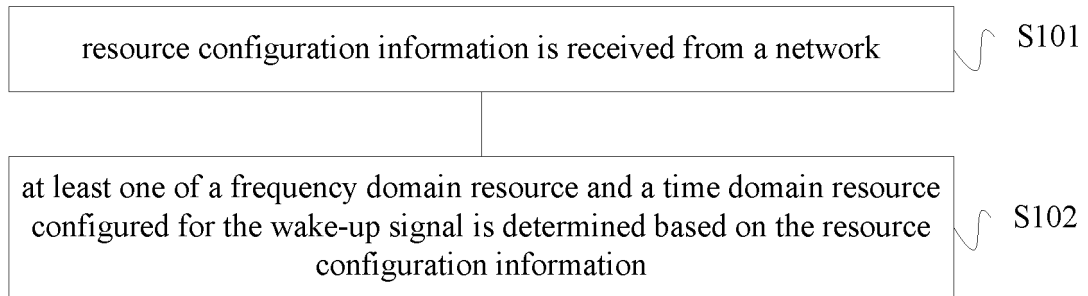 resource configuration information is received from a network
S101
at least one of a frequency domain resource and a time domain resource
configured for the wake-up signal is determined based on the resource
configuration information
S102